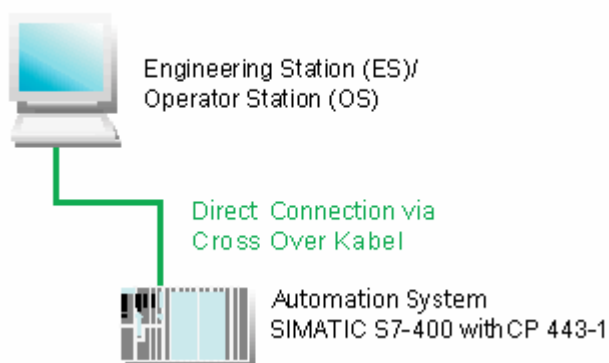 Engineering Station (ES)/
Operator Station (OS)
Direct Connection via
Cross Over Kabel
Automation System
SIMATIC S7-400 with CP 443-1